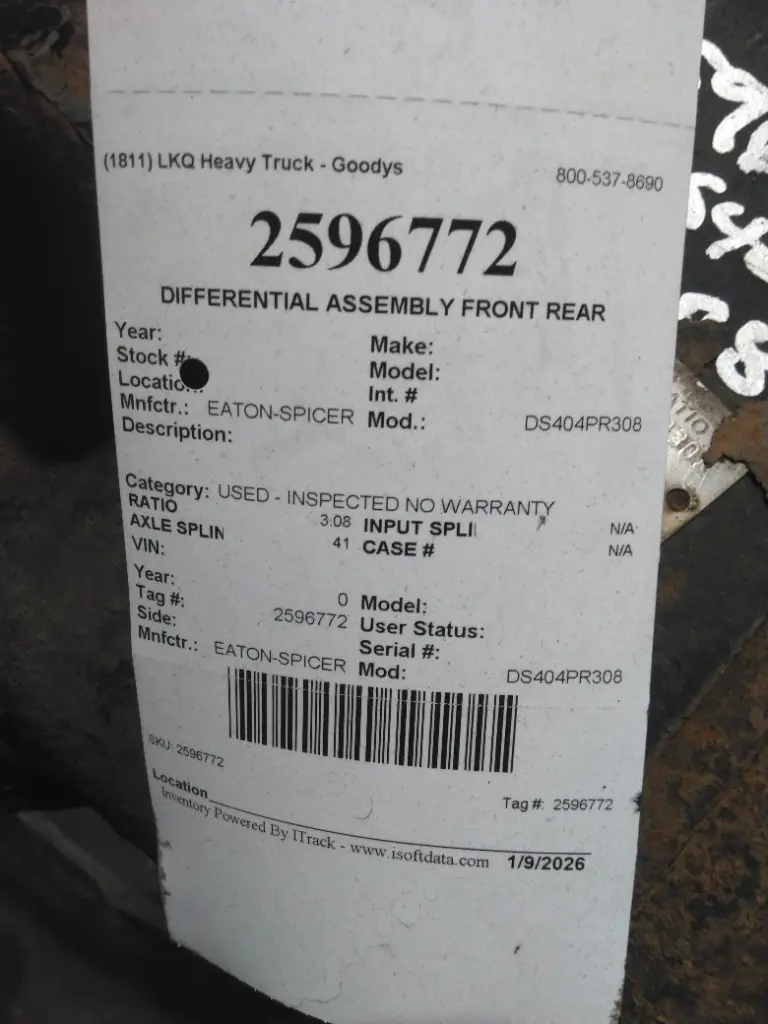 (1811) LKQ Heavy Truck - Goodys 800-537-8690
2596772
DIFFERENTIAL ASSEMBLY FRONT REAR
Year: Make:
Stock #: Model:
Locatio Int. #
Mnfctr.: EATON-SPICER Mod.: DS404PR308
Description:
Category: USED - INSPECTED NO WARRANTY
RATIO 3.08 INPUT SPLI N/A
AXLE SPLIN 41 CASE # N/A
VIN:
Year: 0 Model:
Tag #: 2596772 User Status:
Side: Serial #:
Mnfctr.: EATON-SPICER Mod: DS404PR308
SKU: 2596772
Tag #: 2596772
Location
Inventory Powered By ITrack - www.isoftdata.com 1/9/2026